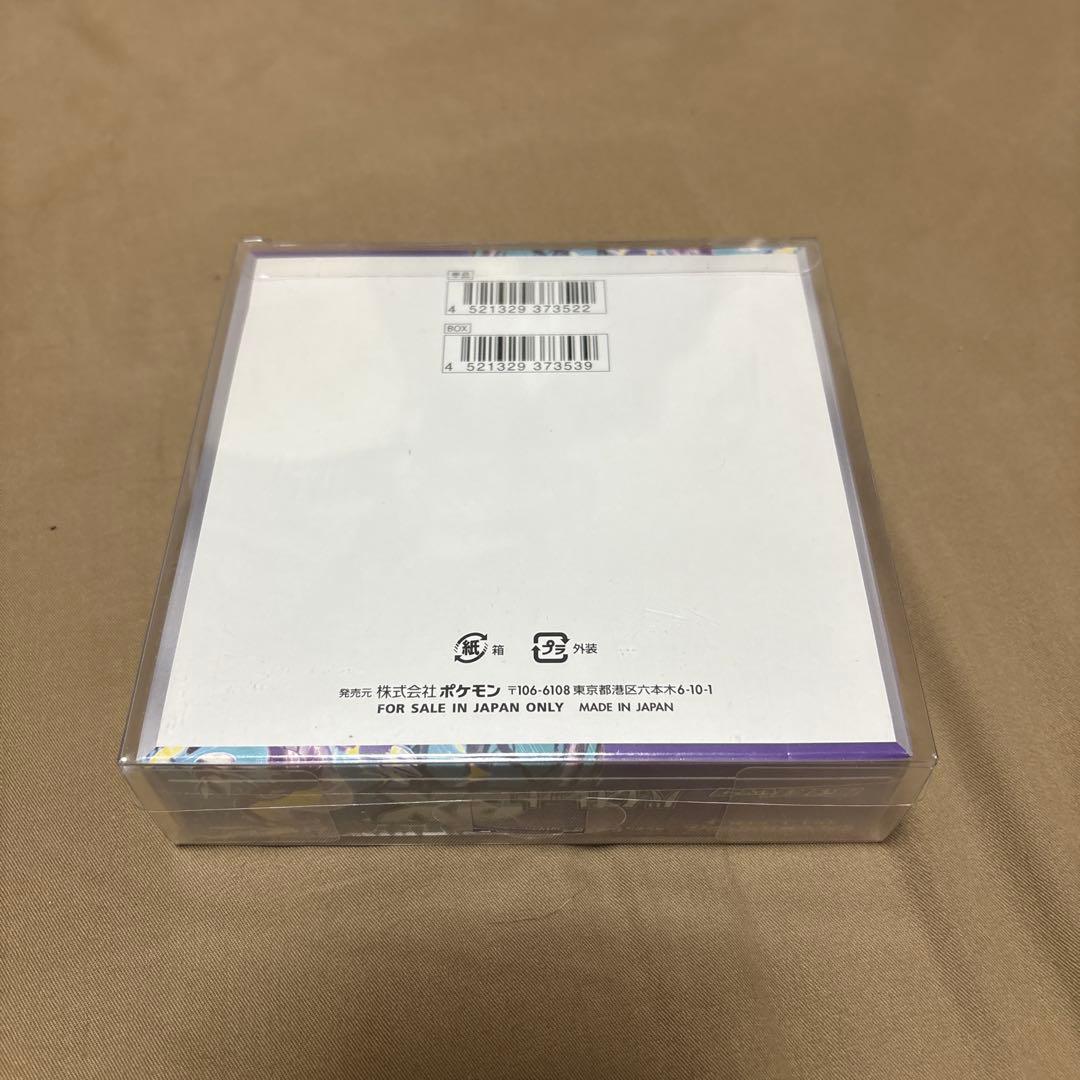 単品
4 521329 373522
BOX
4 521329 373539
紙 箱 プラ 外装
発売元 株式会社ポケモン 〒106-6108 東京都港区六本木6-10-1
FOR SALE IN JAPAN ONLY MADE IN JAPAN